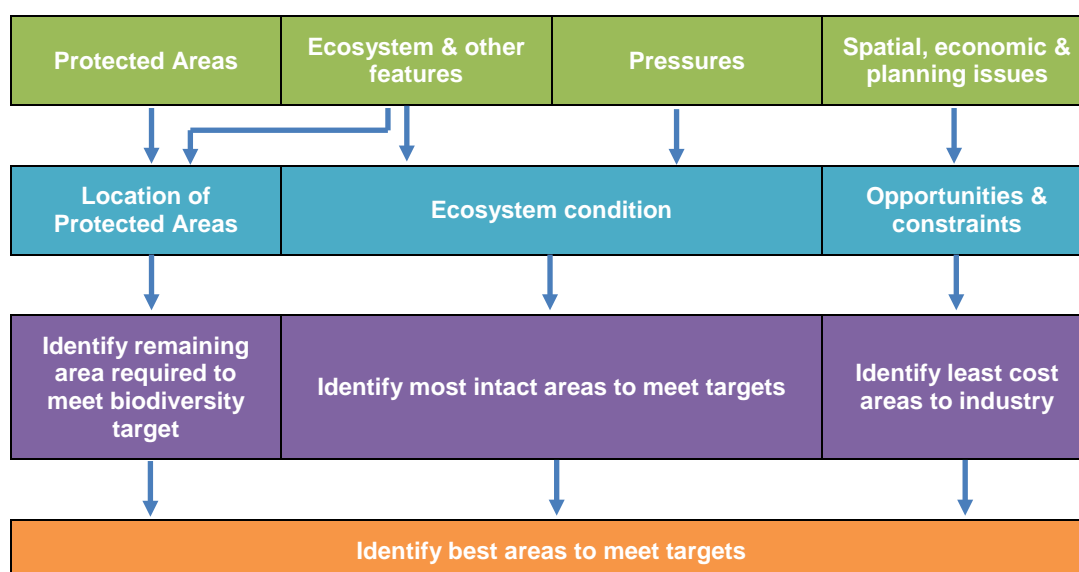 Protected Areas
Ecosystem & other
features
Pressures
Spatial, economic &
planning issues
Location of
Protected Areas
Ecosystem condition
Opportunities &
constraints
Identify remaining
area required to
meet biodiversity
target
Identify most intact areas to meet targets
Identify least cost
areas to industry
Identify best areas to meet targets